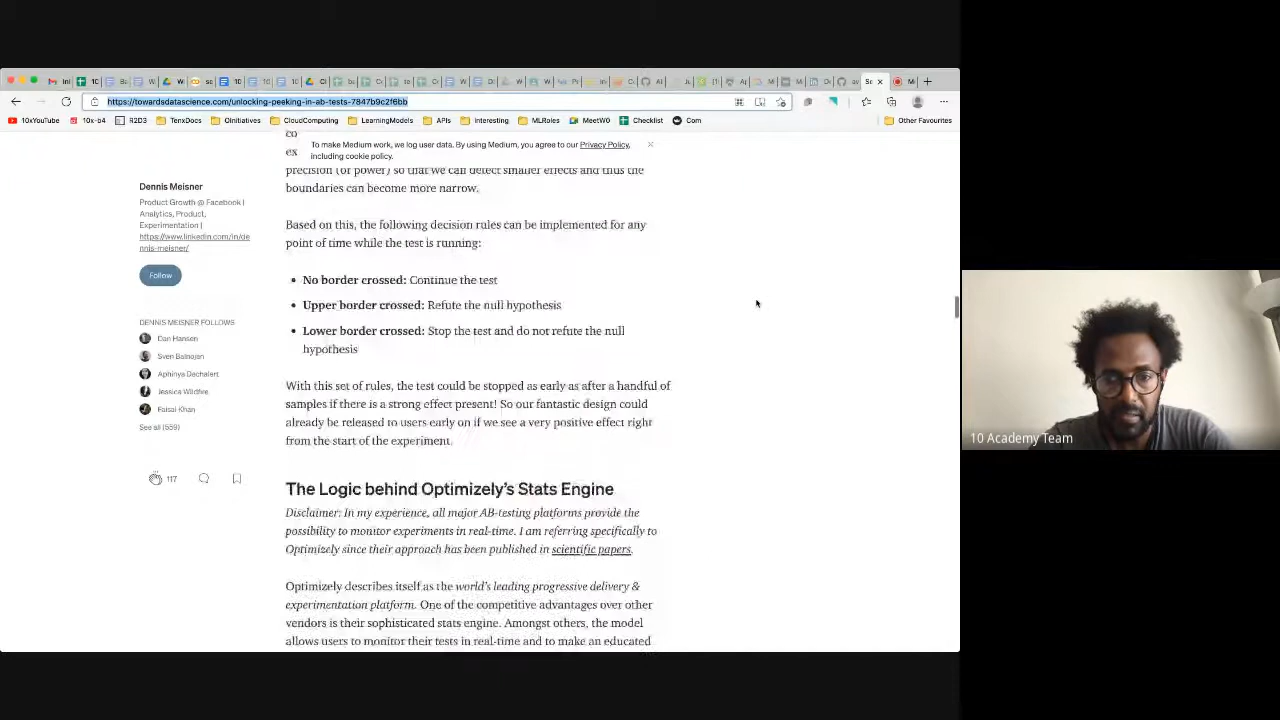 https://towardsdatascience.com/unlocking-peeking-in-ab-tests-7847b9c2f6bb
10xYouTube
10x-b4
R2D3
TenxDocs
OInitiatives
CloudComputing
LearningModels
APIs
Interesting
MLRoles
MeetW0
Checklist
Com
Other Favourites
To make Medium work, we log user data. By using Medium, you agree to our Privacy Policy,
including cookie policy.
Dennis Meisner
Product Growth @ Facebook |
Analytics, Product,
Experimentation |
https://www.linkedin.com/in/de
nnis-meisner/
Follow
DENNIS MEISNER FOLLOWS
Dan Hansen
Sven Balnojan
Aphinya Dechalert
Jessica Wildfire
Faisal Khan
See all (559)
117
co
ex
precision (or power) so that we can detect smaller effects and thus the
boundaries can become more narrow.
Based on this, the following decision rules can be implemented for any
point of time while the test is running:
No border crossed: Continue the test
Upper border crossed: Refute the null hypothesis
Lower border crossed: Stop the test and do not refute the null
hypothesis
With this set of rules, the test could be stopped as early as after a handful of
samples if there is a strong effect present! So our fantastic design could
already be released to users early on if we see a very positive effect right
from the start of the experiment.
The Logic behind Optimizely's Stats Engine
Disclaimer: In my experience, all major AB-testing platforms provide the
possibility to monitor experiments in real-time. I am referring specifically to
Optimizely since their approach has been published in scientific papers.
Optimizely describes itself as the world's leading progressive delivery &
experimentation platform. One of the competitive advantages over other
vendors is their sophisticated stats engine. Amongst others, the model
allows users to monitor their tests in real-time and to make an educated
10 Academy Team